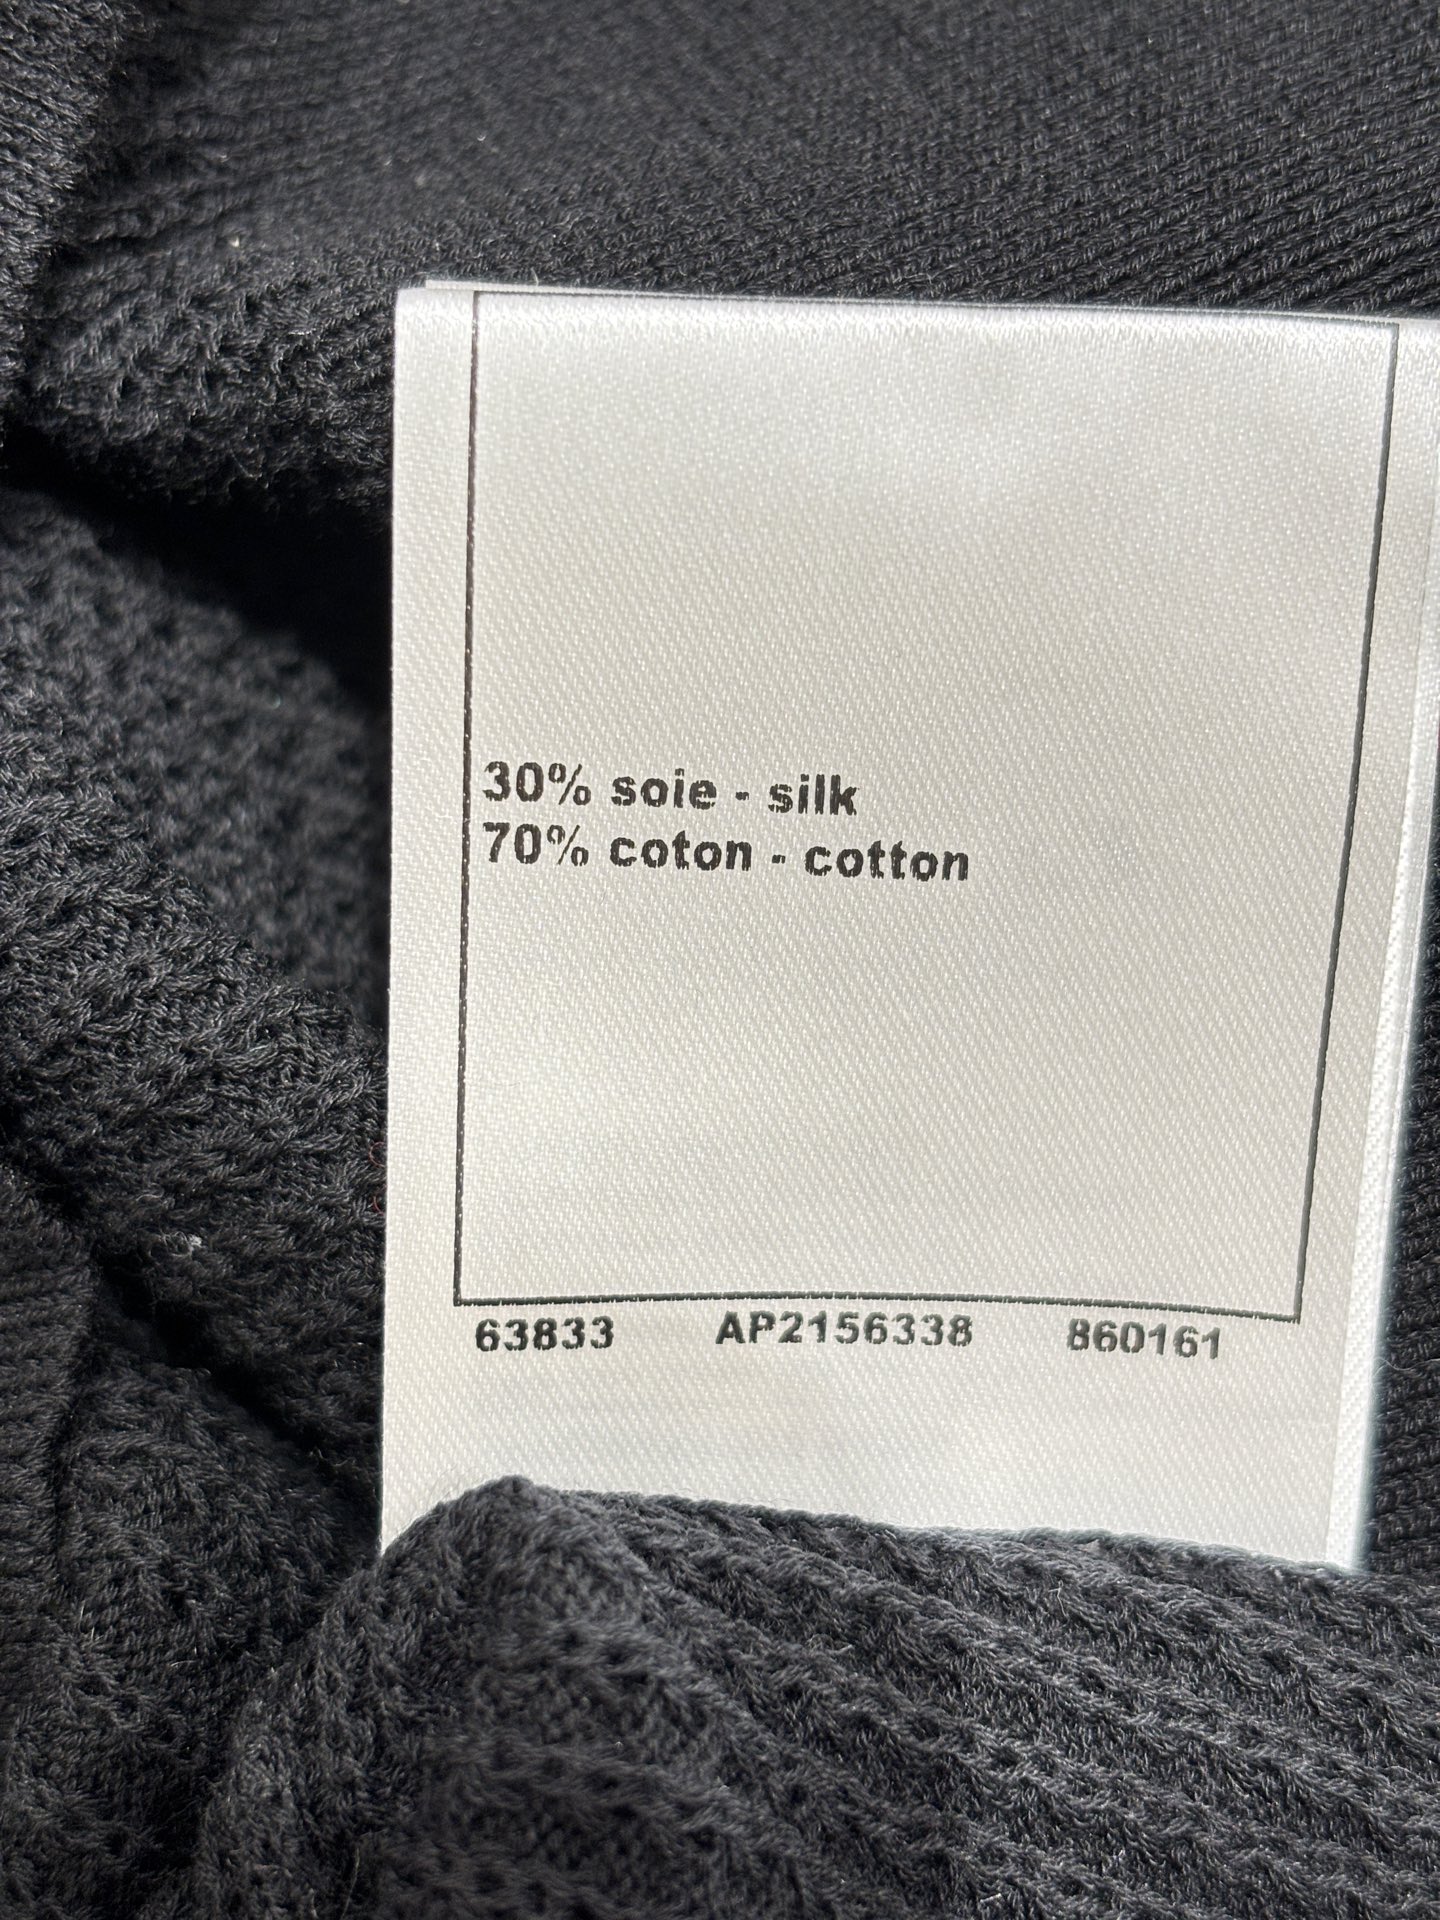 30% soie - silk
70% coton - cotton
63833 AP2156338 860161